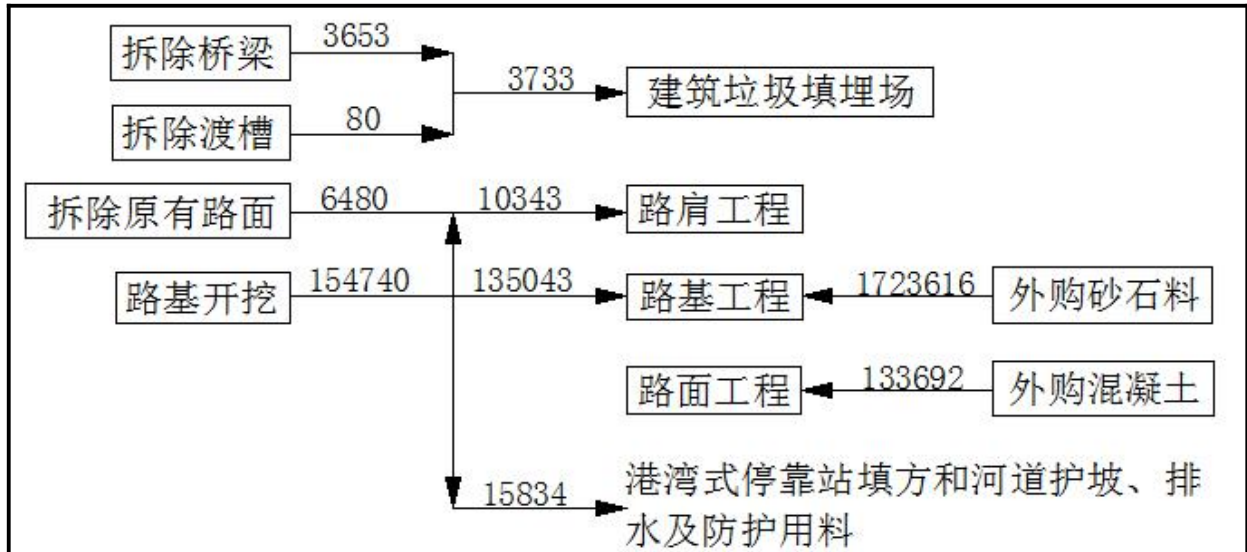 拆除桥梁
3653
3733
建筑垃圾填埋场
拆除渡槽
80
拆除原有路面
6480
10343
路肩工程
路基开挖
154740
135043
路基工程
1723616
外购砂石料
路面工程
133692
外购混凝土
15834
港湾式停靠站填方和河道护坡、排
水及防护用料